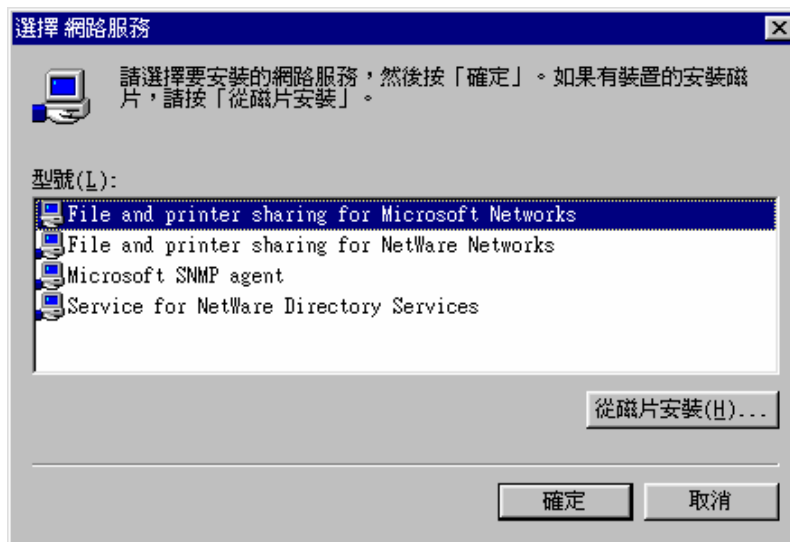 選擇 網路服務
請選擇要安裝的網路服務，然後按「確定」。如果有裝置的安裝磁
片，請按「從磁片安裝」。
型號(L):
File and printer sharing for Microsoft Networks
File and printer sharing for NetWare Networks
Microsoft SNMP agent
Service for NetWare Directory Services
從磁片安裝(H)...
確定
取消